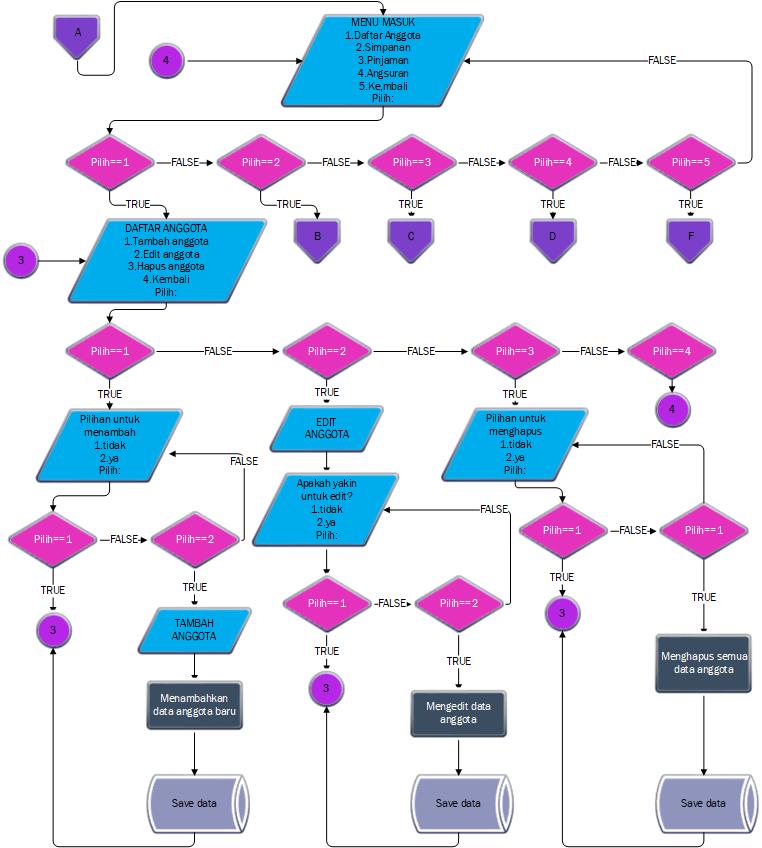 A
MENU MASUK
1.Daftar Anggota
2.Simpanan
3.Pinjaman
4.Angsuran
5.Ke,mbali
Pilih:
4
FALSE
Pilih==1
FALSE
Pilih==2
FALSE
Pilih==3
FALSE
Pilih==4
FALSE
Pilih==5
TRUE
TRUE
TRUE
TRUE
TRUE
DAFTAR ANGGOTA
1.Tambah anggota
2.Edit anggota
3.Hapus anggota
4.Kembali
Pilih:
B
C
D
F
3
Pilih==1
FALSE
Pilih==2
FALSE
Pilih==3
FALSE
Pilih==4
TRUE
TRUE
TRUE
4
Pilihan untuk
menambah
1.tidak
2.ya
Pilih:
FALSE
EDIT
ANGGOTA
Pilihan untuk
menghapus
1.tidak
2.ya
Pilih:
FALSE
Apakah yakin
untuk edit?
1.tidak
2.ya
Pilih:
FALSE
Pilih==1
FALSE
Pilih==2
Pilih==1
FALSE
Pilih==1
TRUE
TRUE
TRUE
TRUE
Pilih==1
FALSE
Pilih==2
3
TAMBAH
ANGGOTA
3
TRUE
TRUE
Menghapus semua
data anggota
3
Menambahkan
data anggota baru
Mengedit data
anggota
Save data
Save data
Save data